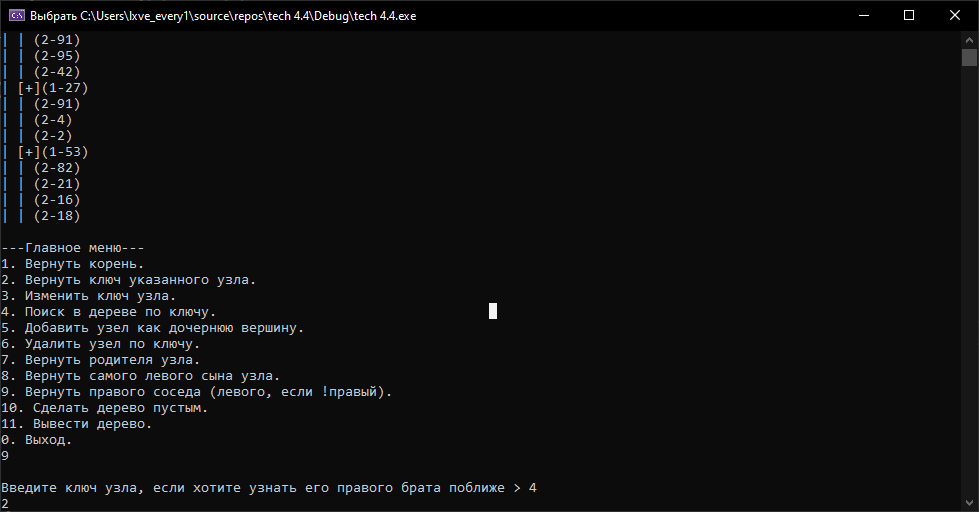 Выбрать C:\Users\lxve_every1\source\repos\tech 4.4\Debug\tech 4.4.exe
| | (2-91)
| | (2-95)
| | (2-42)
| [+](1-27)
| | (2-91)
| | (2-4)
| | (2-2)
| [+](1-53)
| | (2-82)
| | (2-21)
| | (2-16)
| | (2-18)
---Главное меню---
1. Вернуть корень.
2. Вернуть ключ указанного узла.
3. Изменить ключ узла.
4. Поиск в дереве по ключу.
5. Добавить узел как дочернюю вершину.
6. Удалить узел по ключу.
7. Вернуть родителя узла.
8. Вернуть самого левого сына узла.
9. Вернуть правого соседа (левого, если !правый).
10. Сделать дерево пустым.
11. Вывести дерево.
0. Выход.
9
Введите ключ узла, если хотите узнать его правого брата поближе > 4
2